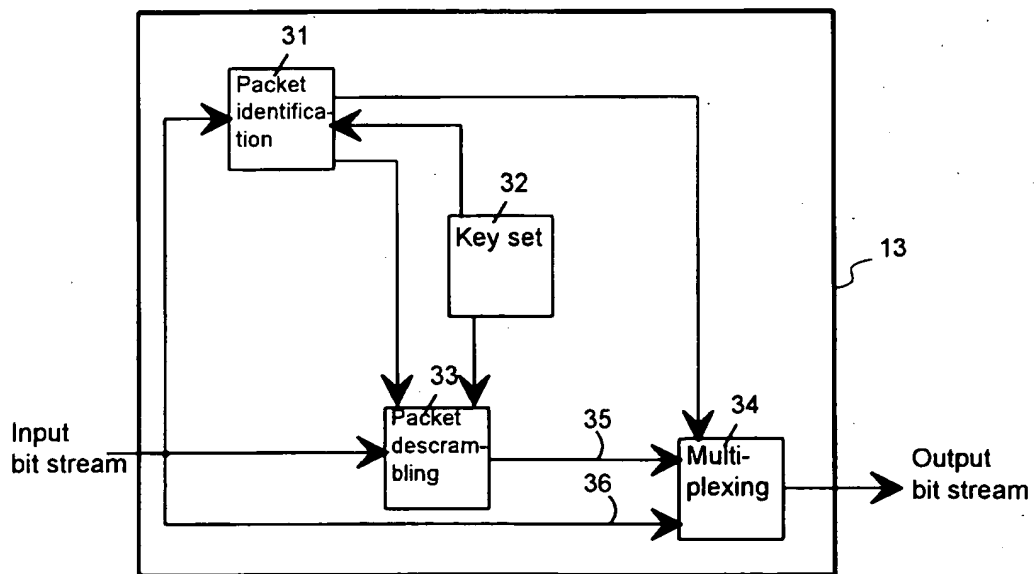 31
Packet
identifica-
tion
32
Key set
13
33
Packet
descram-
bling
35
34
Multi-
plexing
36
Input
bit stream
Output
bit stream